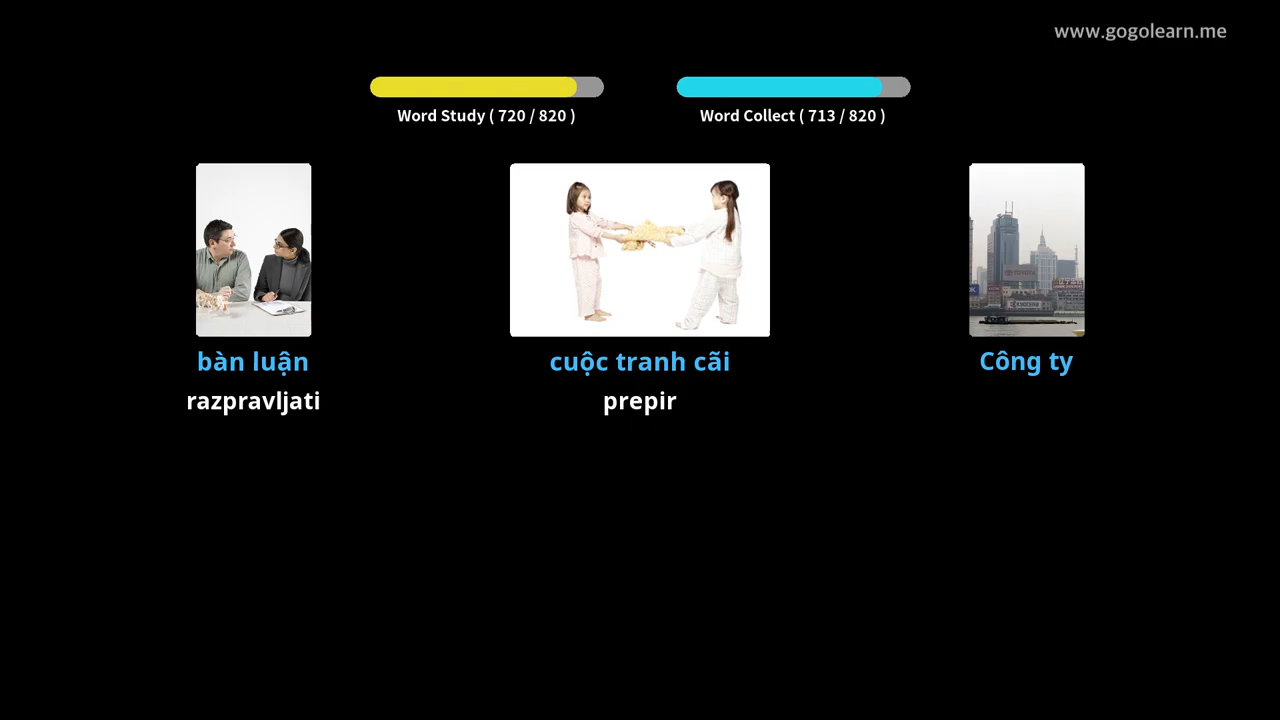 www.gogolearn.me
Word Study ( 720 / 820 )
Word Collect ( 713 / 820 )
bàn luận
cuộc tranh cãi
Công ty
razpravljati
prepir
TOYOTA